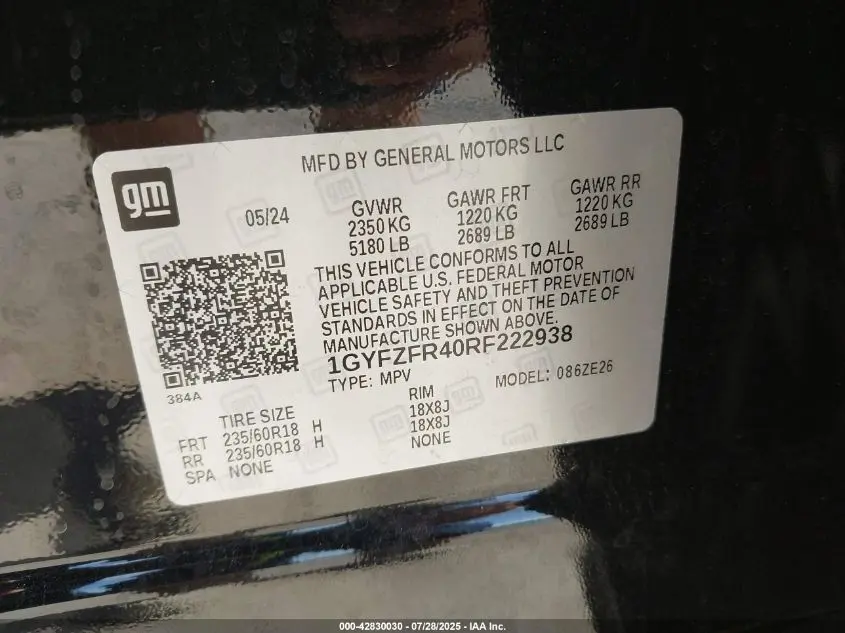 MFD BY GENERAL MOTORS LLC
gm
05/24
GVWR
2350 KG
5180 LB
GAWR FRT
1220 KG
2689 LB
GAWR RR
1220 KG
2689 LB
THIS VEHICLE CONFORMS TO ALL
APPLICABLE U.S. FEDERAL MOTOR
VEHICLE SAFETY AND THEFT PREVENTION
STANDARDS IN EFFECT ON THE DATE OF
MANUFACTURE SHOWN ABOVE.
1GYFZFR40RF222938
TYPE: MPV
MODEL: 086ZE26
384A
TIRE SIZE
RIM
FRT 235/60R18 H 18X8J
RR 235/60R18 H 18X8J
SPA NONE NONE
000-42830030 - 07/28/2025 - IAA Inc.